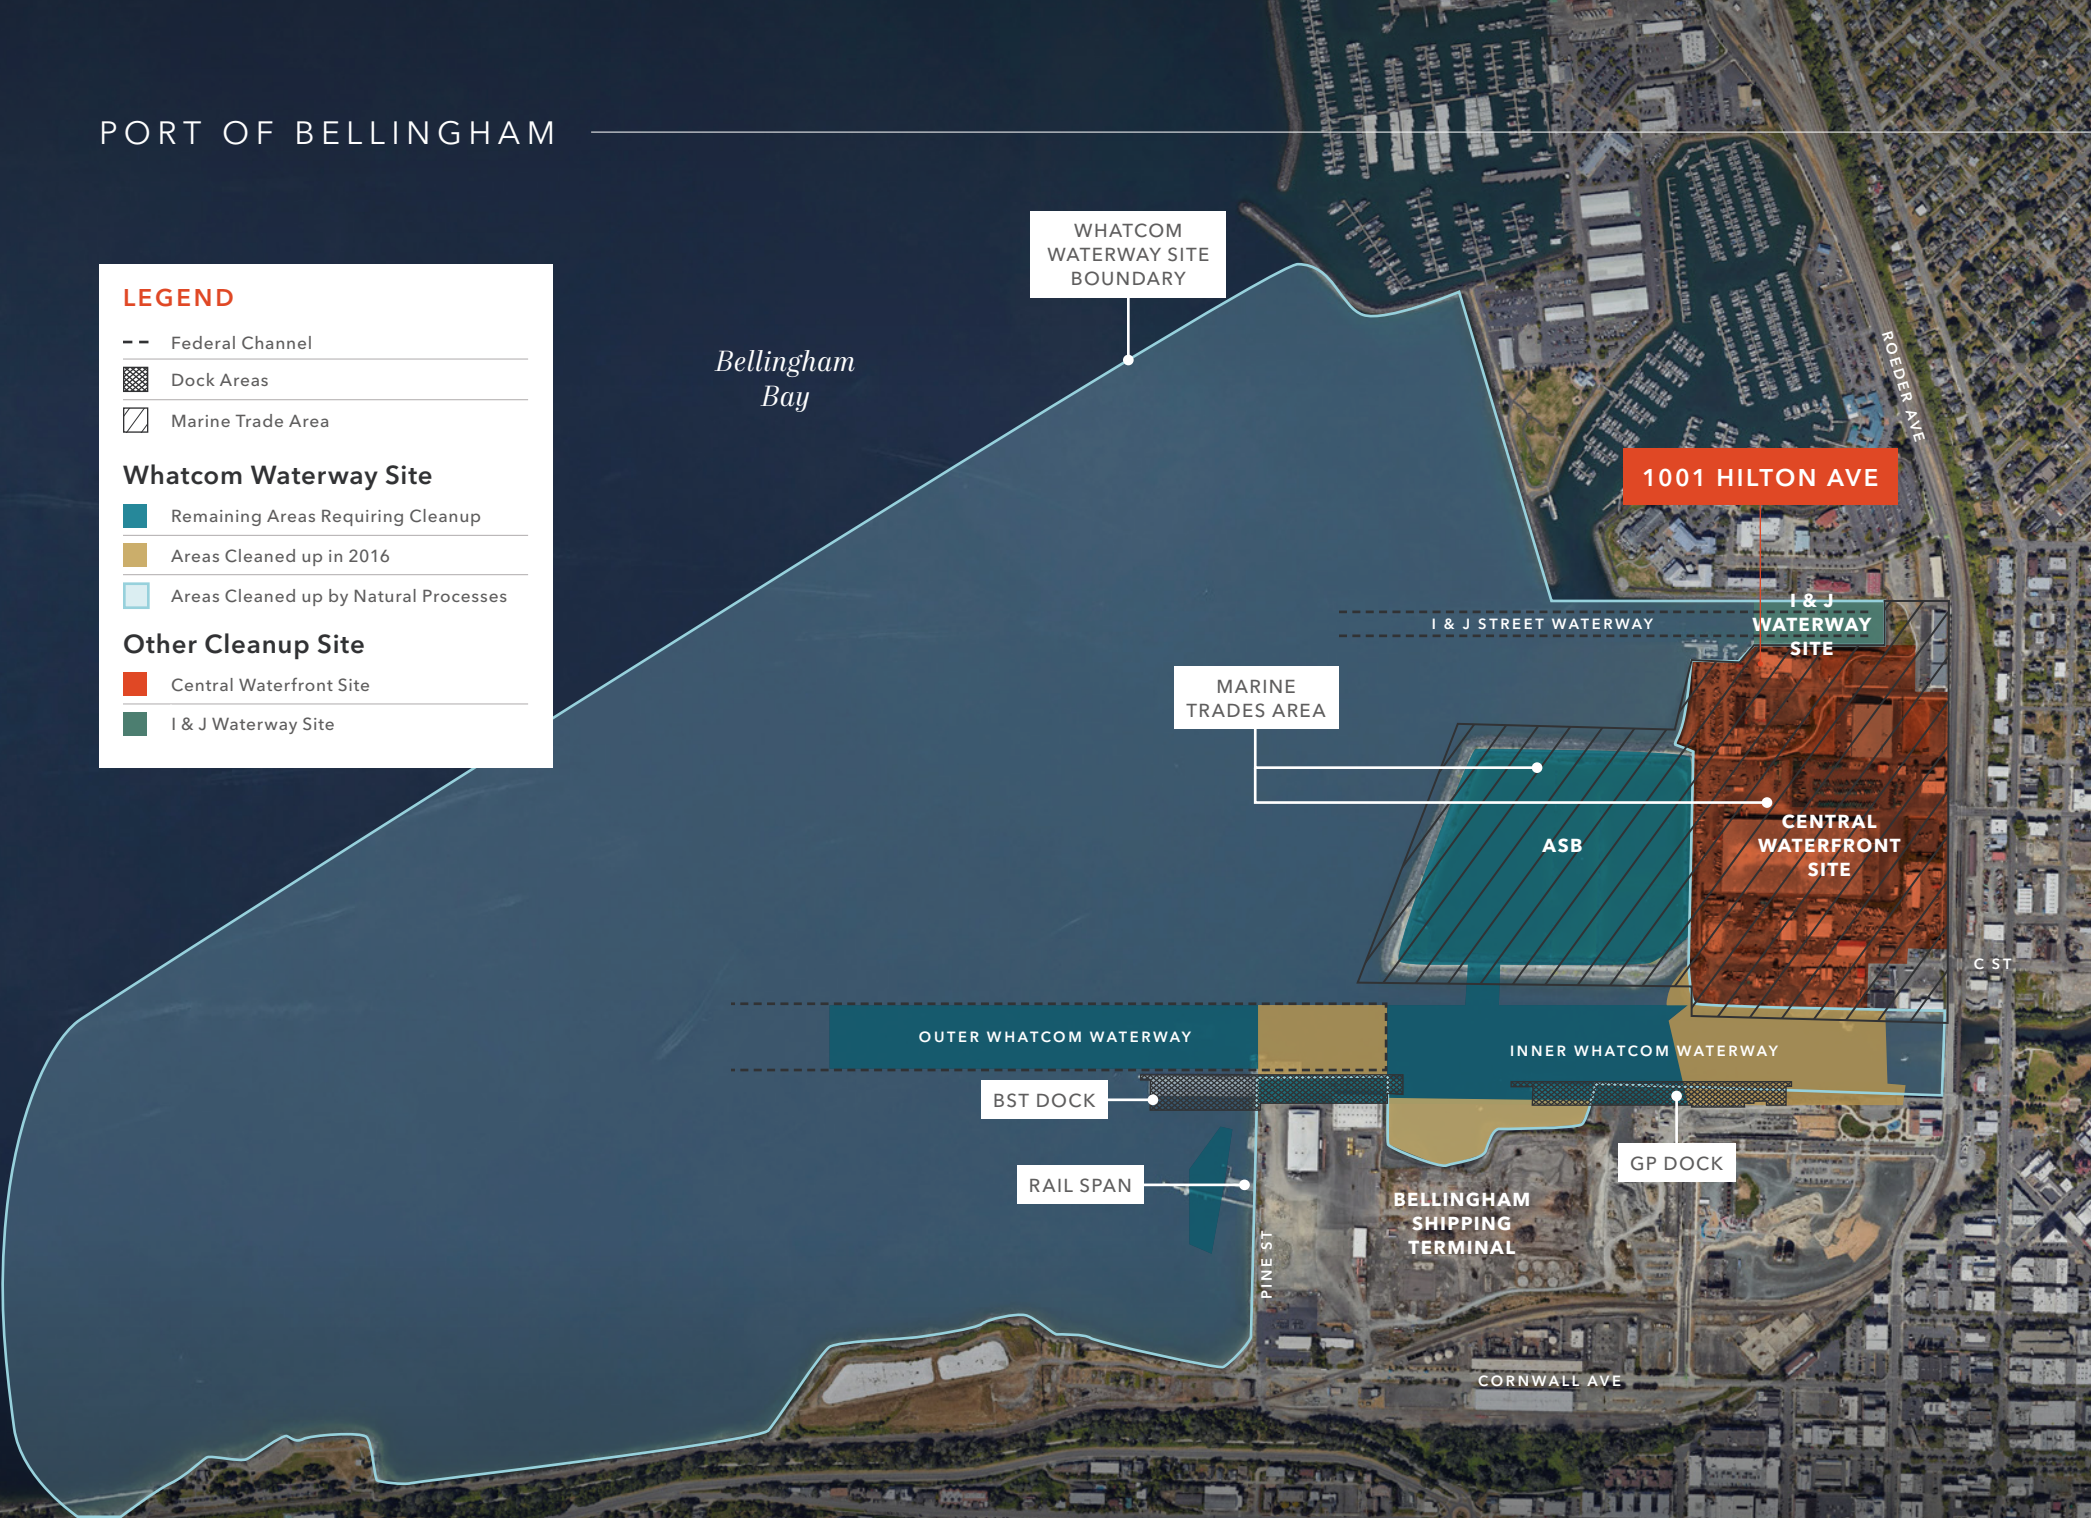 PORT OF BELLINGHAM
WHATCOM
WATERWAY SITE
BOUNDARY
LEGEND
Federal Channel
Dock Areas
Marine Trade Area
Whatcom Waterway Site
Remaining Areas Requiring Cleanup
Areas Cleaned up in 2016
Areas Cleaned up by Natural Processes
Other Cleanup Site
Central Waterfront Site
I & J Waterway Site
Bellingham
Bay
ROEDER AVE
1001 HILTON AVE
I & J STREET WATERWAY
I & J
WATERWAY
SITE
MARINE
TRADES AREA
ASB
CENTRAL
WATERFRONT
SITE
C ST
OUTER WHATCOM WATERWAY
INNER WHATCOM WATERWAY
BST DOCK
GP DOCK
RAIL SPAN
BELLINGHAM
SHIPPING
TERMINAL
PINE ST
CORNWALL AVE